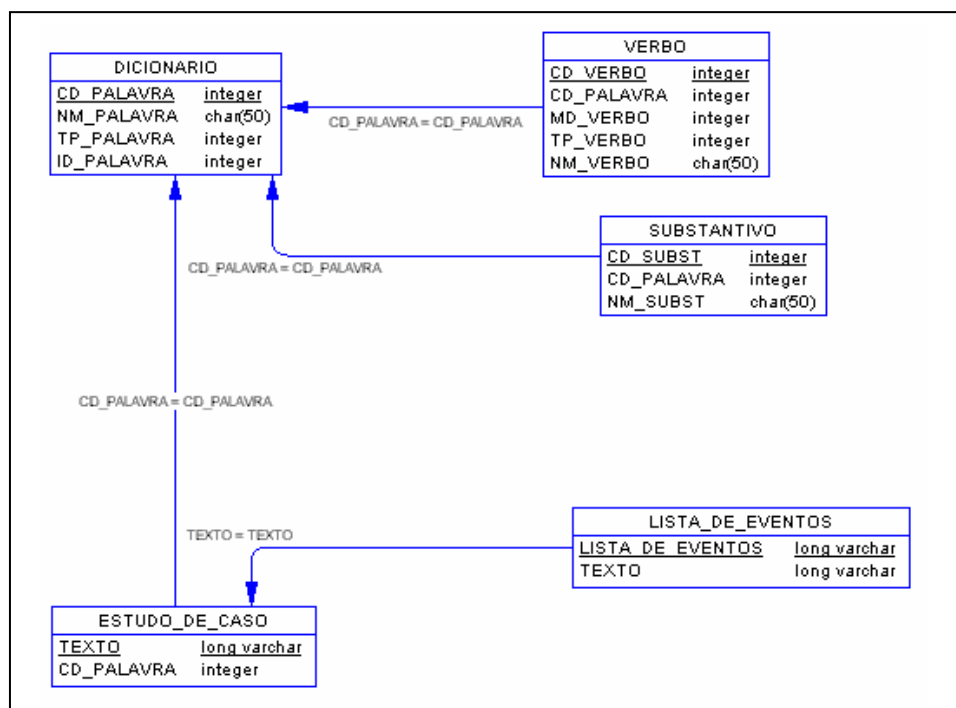 DICIONARIO
CD_PALAVRA integer
NM_PALAVRA char(50)
TP_PALAVRA integer
ID_PALAVRA integer
VERBO
CD_VERBO integer
CD_PALAVRA integer
MD_VERBO integer
TP_VERBO integer
NM_VERBO char(50)
CD_PALAVRA = CD_PALAVRA
SUBSTANTIVO
CD_SUBST integer
CD_PALAVRA integer
NM_SUBST char(50)
CD_PALAVRA = CD_PALAVRA
CD_PALAVRA = CD_PALAVRA
TEXTO = TEXTO
LISTA_DE_EVENTOS
LISTA_DE_EVENTOS long varchar
TEXTO long varchar
ESTUDO_DE_CASO
TEXTO long varchar
CD_PALAVRA integer